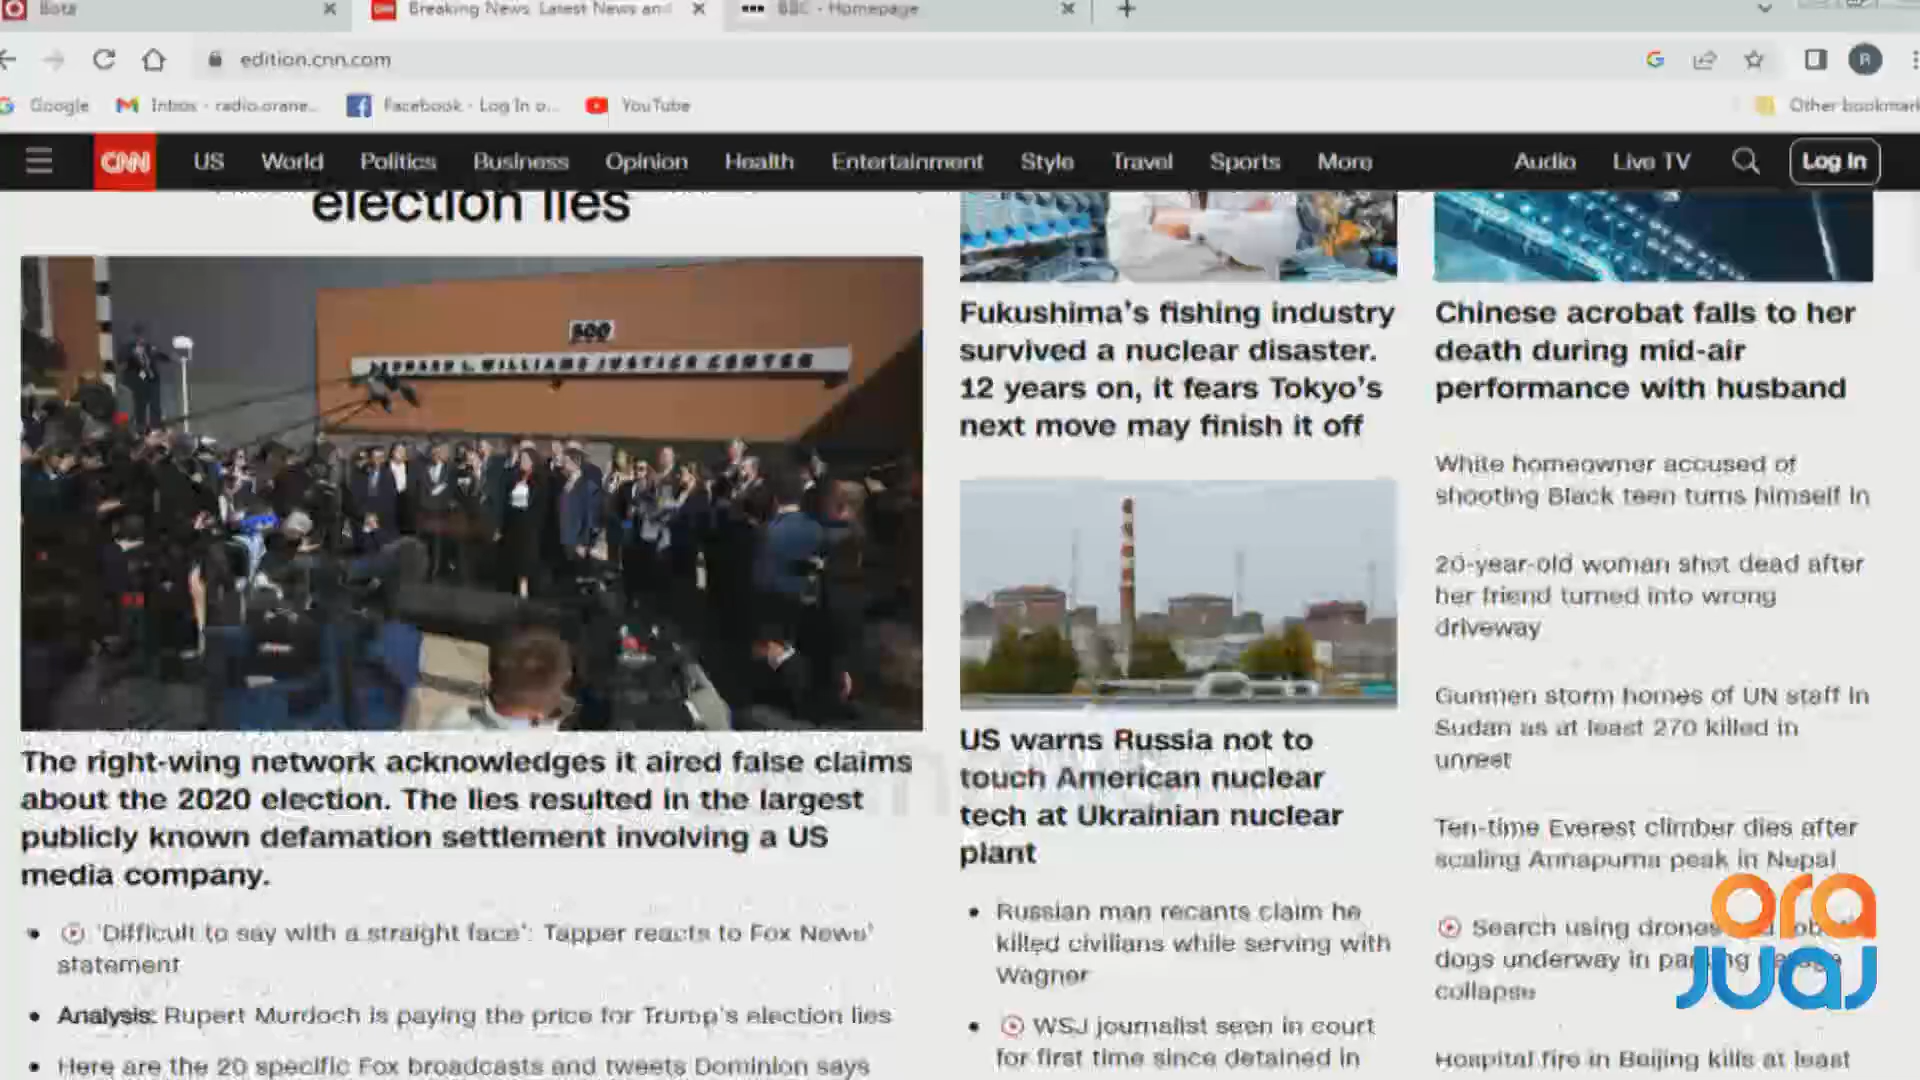 Bota
Breaking News, Latest News and
BBC - Homepage
edition.cnn.com
R
Google
Inbox - radio.orane...
Facebook - Log In o...
YouTube
Other bookmark
CNN
US
World
Politics
Business
Opinion
Health
Entertainment
Style
Travel
Sports
More
Audio
Live TV
Log In
election lies
500
LEONARD L. WILLIAMS JUSTICE CENTER
The right-wing network acknowledges it aired false claims
about the 2020 election. The lies resulted in the largest
publicly known defamation settlement involving a US
media company.
'Difficult to say with a straight face': Tapper reacts to Fox News'
statement
Analysis: Rupert Murdoch is paying the price for Trump's election lies
Here are the 20 specific Fox broadcasts and tweets Dominion says
Fukushima's fishing industry
survived a nuclear disaster.
12 years on, it fears Tokyo's
next move may finish it off
US warns Russia not to
touch American nuclear
tech at Ukrainian nuclear
plant
Russian man recants claim he
killed civilians while serving with
Wagner
WSJ journalist seen in court
for first time since detained in
Chinese acrobat falls to her
death during mid-air
performance with husband
White homeowner accused of
shooting Black teen turns himself in
20-year-old woman shot dead after
her friend turned into wrong
driveway
Gunmen storm homes of UN staff in
Sudan as at least 270 killed in
unrest
Ten-time Everest climber dies after
scaling Annapurna peak in Nepal
Search using drones
dogs underway in parking garage
collapse
Hospital fire in Beijing kills at least
ora
JUAJ